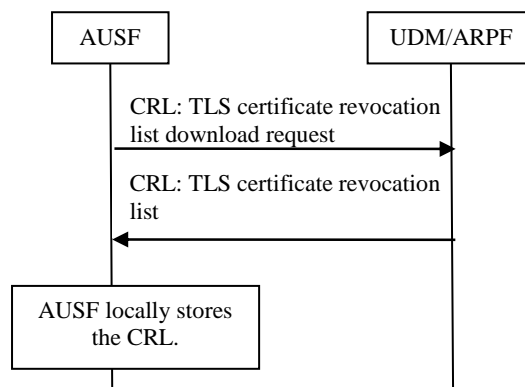 AUSF
UDM/ARPF
CRL: TLS certificate revocation
list download request
CRL: TLS certificate revocation
list
AUSF locally stores
the CRL.